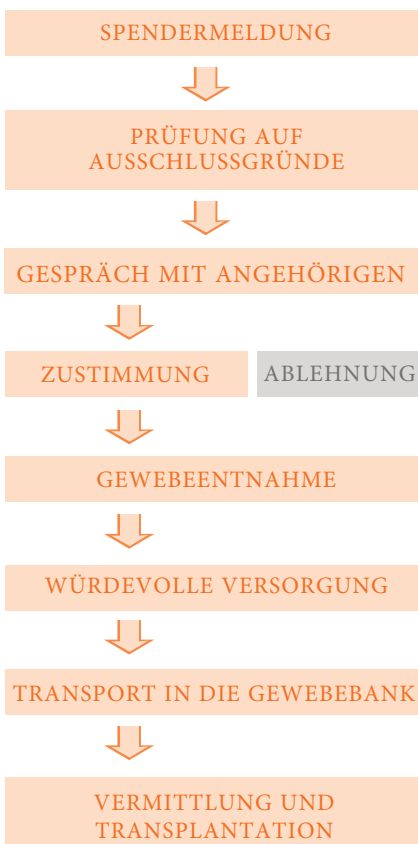 SPENDERMELDUNG
PRÜFUNG AUF
AUSSCHLUSSGRÜNDE
GESPRÄCH MIT ANGEHÖRIGEN
ZUSTIMMUNG
ABLEHNUNG
GEWEBEENTNAHME
WÜRDEVOLLE VERSORGUNG
TRANSPORT IN DIE GEWEBEBANK
VERMITTLUNG UND
TRANSPLANTATION